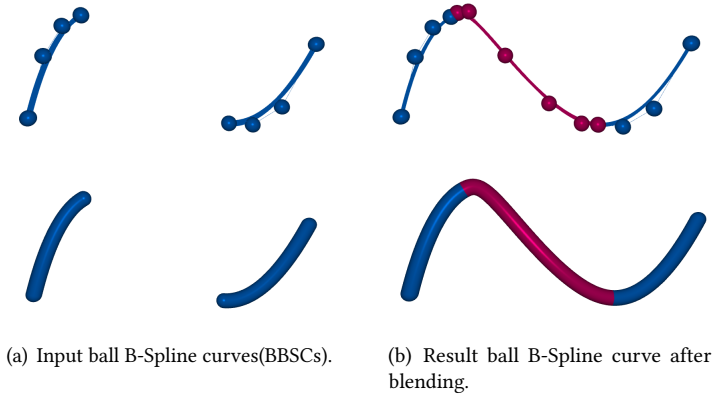 (a) Input ball B-Spline curves(BBSCs).
(b) Result ball B-Spline curve after
blending.